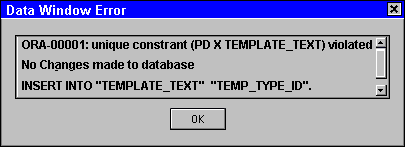 Data Window Error
ORA-00001: unique constrant (PD X TEMPLATE_TEXT) violated
No Changes made to database
INSERT INTO "TEMPLATE_TEXT" "TEMP_TYPE_ID".
OK